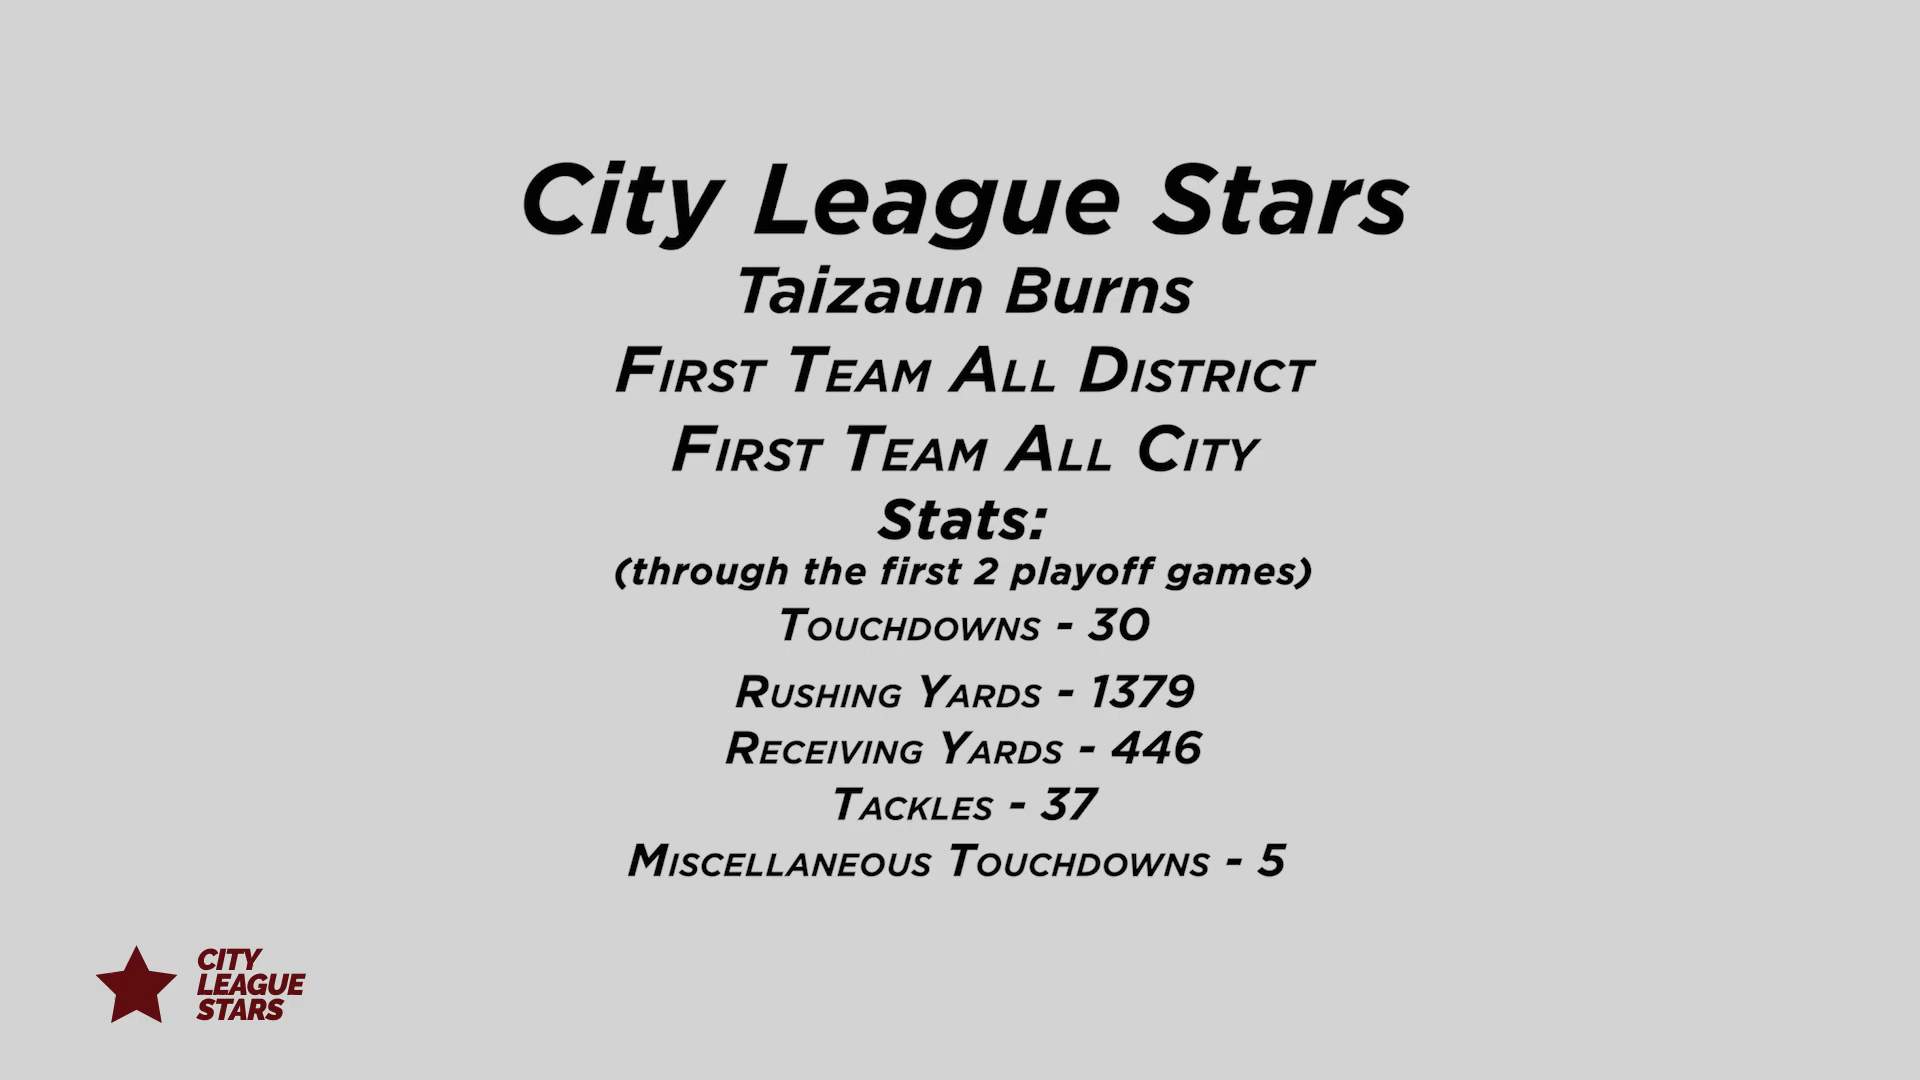 City League Stars
Taizaun Burns
First Team All District
First Team All City
Stats:
(through the first 2 playoff games)
Touchdowns - 30
Rushing Yards - 1379
Receiving Yards - 446
Tackles - 37
Miscellaneous Touchdowns - 5
CITY
LEAGUE
STARS